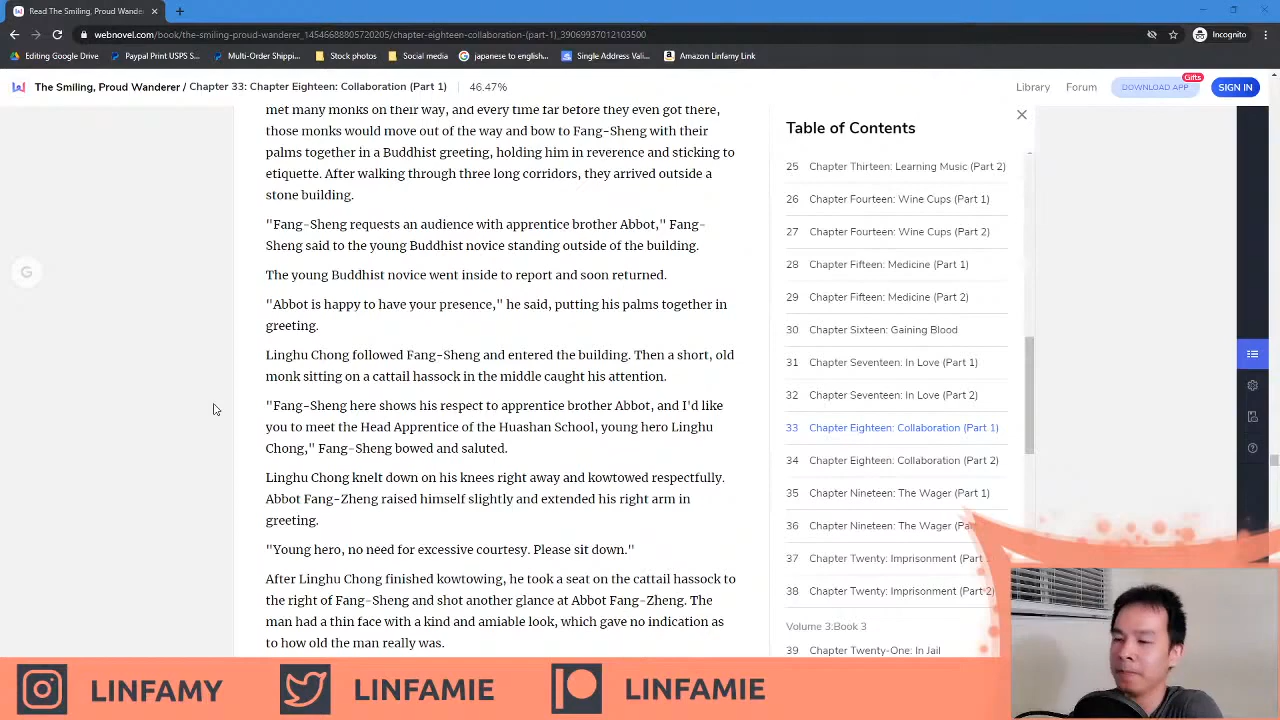 Read The Smiling, Proud Wander
webnovel.com/book/the-smiling-proud-wanderer_14546688805720205/chapter-eighteen-collaboration-(part-1)_39069937012103500
Incognito
Editing Google Drive
Paypal Print USPS S...
Multi-Order Shippi...
Stock photos
Social media
japanese to english...
Single Address Vali...
Amazon Linfamy Link
The Smiling, Proud Wanderer / Chapter 33: Chapter Eighteen: Collaboration (Part 1)
46.47%
Library
Forum
DOWNLOAD APP
Gifts
SIGN IN
met many monks on their way, and every time far before they even got there,
those monks would move out of the way and bow to Fang-Sheng with their
palms together in a Buddhist greeting, holding him in reverence and sticking to
etiquette. After walking through three long corridors, they arrived outside a
stone building.
"Fang-Sheng requests an audience with apprentice brother Abbot," Fang-
Sheng said to the young Buddhist novice standing outside of the building.
The young Buddhist novice went inside to report and soon returned.
"Abbot is happy to have your presence," he said, putting his palms together in
greeting.
Linghu Chong followed Fang-Sheng and entered the building. Then a short, old
monk sitting on a cattail hassock in the middle caught his attention.
"Fang-Sheng here shows his respect to apprentice brother Abbot, and I'd like
you to meet the Head Apprentice of the Huashan School, young hero Linghu
Chong," Fang-Sheng bowed and saluted.
Linghu Chong knelt down on his knees right away and kowtowed respectfully.
Abbot Fang-Zheng raised himself slightly and extended his right arm in
greeting.
"Young hero, no need for excessive courtesy. Please sit down."
After Linghu Chong finished kowtowing, he took a seat on the cattail hassock to
the right of Fang-Sheng and shot another glance at Abbot Fang-Zheng. The
man had a thin face with a kind and amiable look, which gave no indication as
to how old the man really was.
G
Table of Contents
25 Chapter Thirteen: Learning Music (Part 2)
26 Chapter Fourteen: Wine Cups (Part 1)
27 Chapter Fourteen: Wine Cups (Part 2)
28 Chapter Fifteen: Medicine (Part 1)
29 Chapter Fifteen: Medicine (Part 2)
30 Chapter Sixteen: Gaining Blood
31 Chapter Seventeen: In Love (Part 1)
32 Chapter Seventeen: In Love (Part 2)
33 Chapter Eighteen: Collaboration (Part 1)
34 Chapter Eighteen: Collaboration (Part 2)
35 Chapter Nineteen: The Wager (Part 1)
36 Chapter Nineteen: The Wager (Pa
37 Chapter Twenty: Imprisonment (Part
38 Chapter Twenty: Imprisonment (Part 2)
Volume 3:Book 3
39 Chapter Twenty-One: In Jail
LINFAMY
LINFAMIE
LINFAMIE